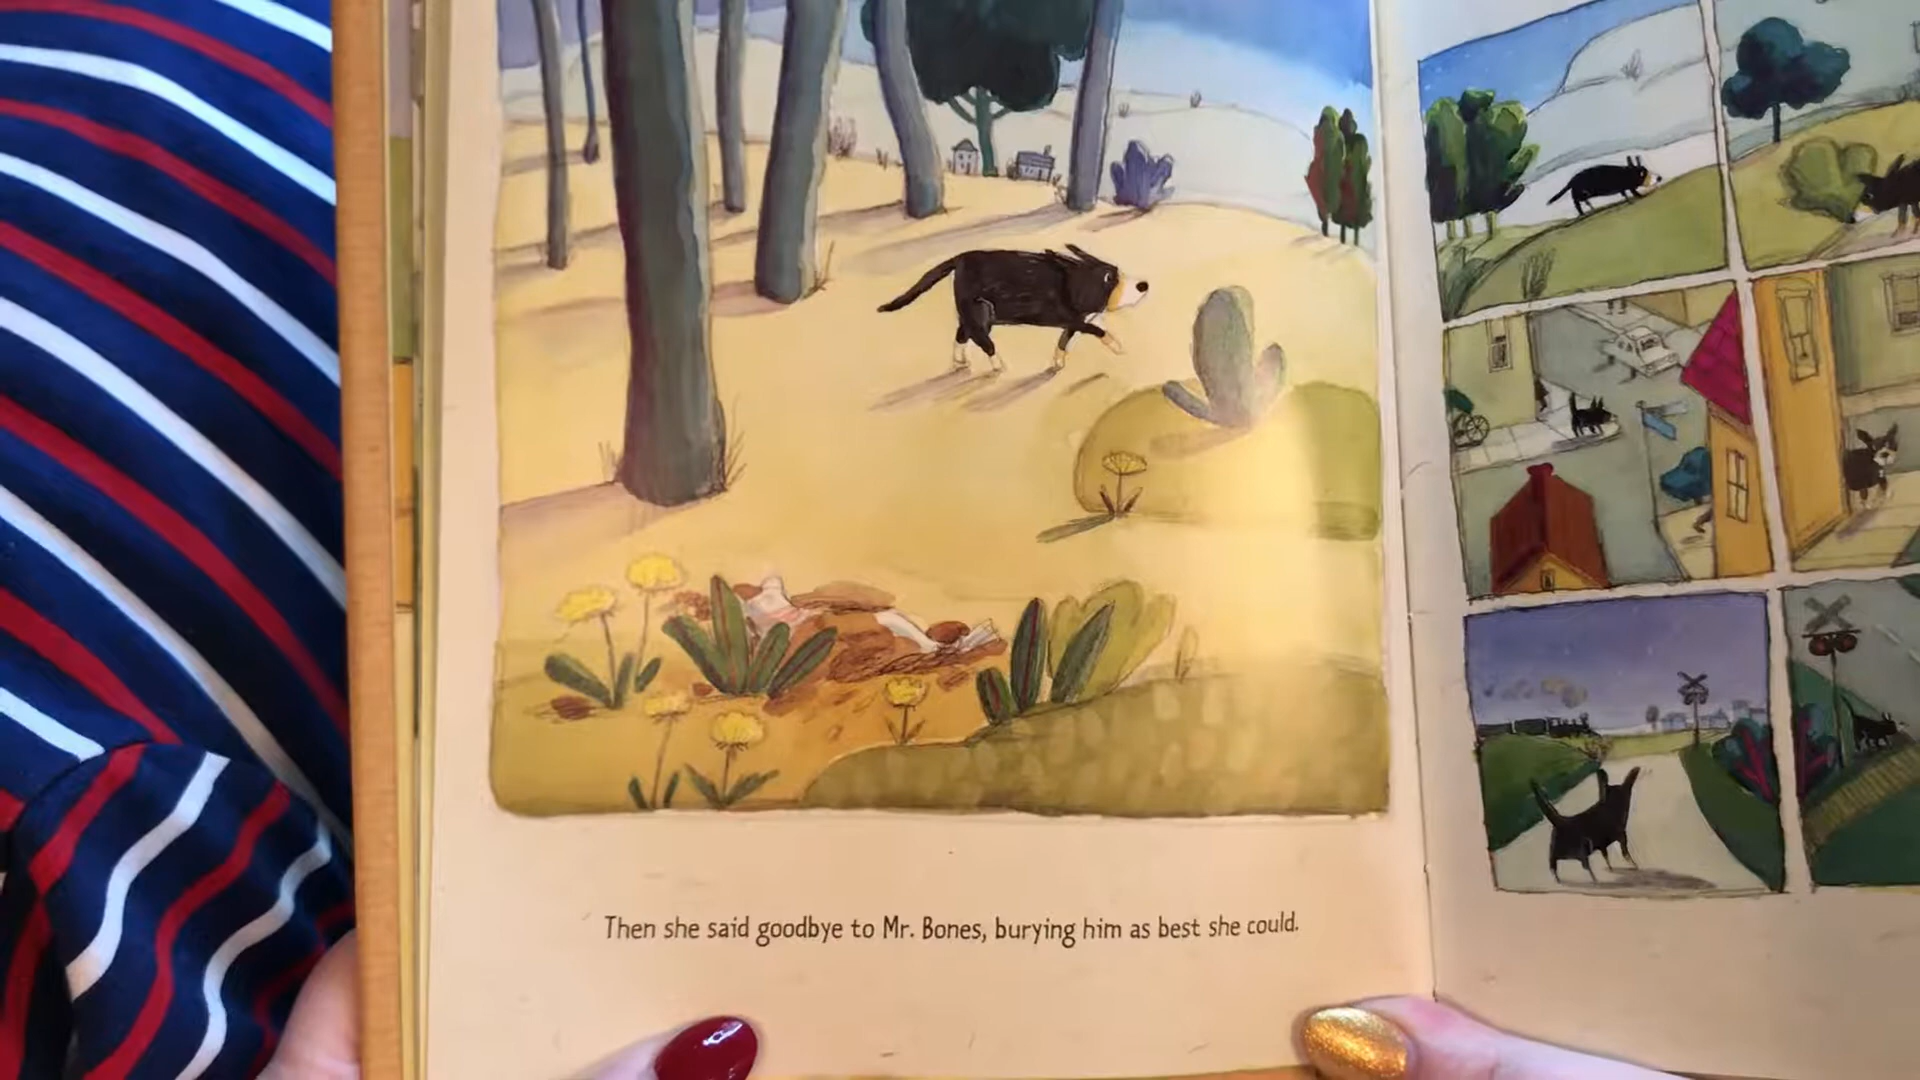 Then she said goodbye to Mr. Bones, burying him as best she could.